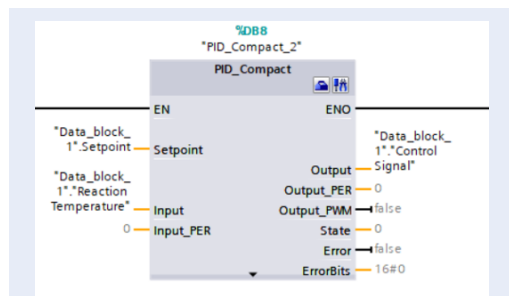 %DB8
"PID_Compact_2"
PID_Compact
EN
ENO
"Data_block_
1".Setpoint
Setpoint
"Data_block_
1"."Control
Signal"
Output
"Data_block_
1"."Reaction
Temperature"
Output_PER
0
Input
Output_PWM
false
0
Input_PER
State
0
Error
false
ErrorBits
16#0